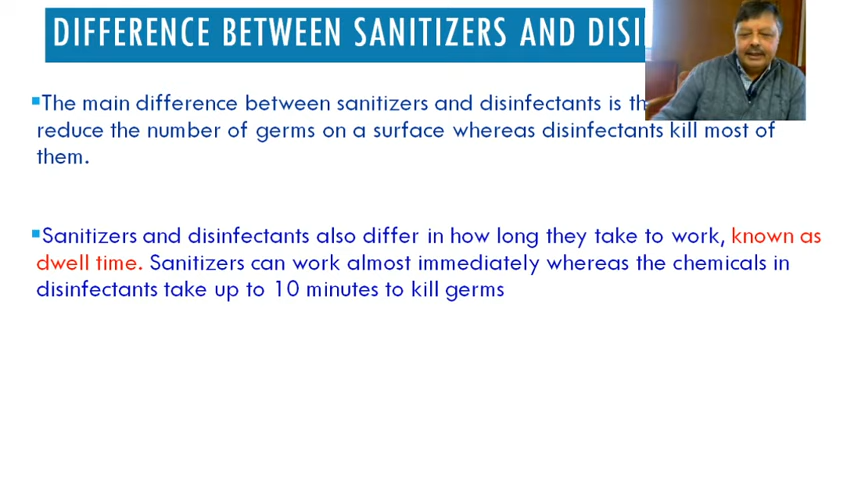 DIFFERENCE BETWEEN SANITIZERS AND
The main difference between sanitizers and disinfectants is
reduce the number of germs on a surface whereas disinfectants kill most of
them.
Sanitizers and disinfectants also differ in how long they take to work, known as
dwell time. Sanitizers can work almost immediately whereas the chemicals in
disinfectants take up to 10 minutes to kill germs